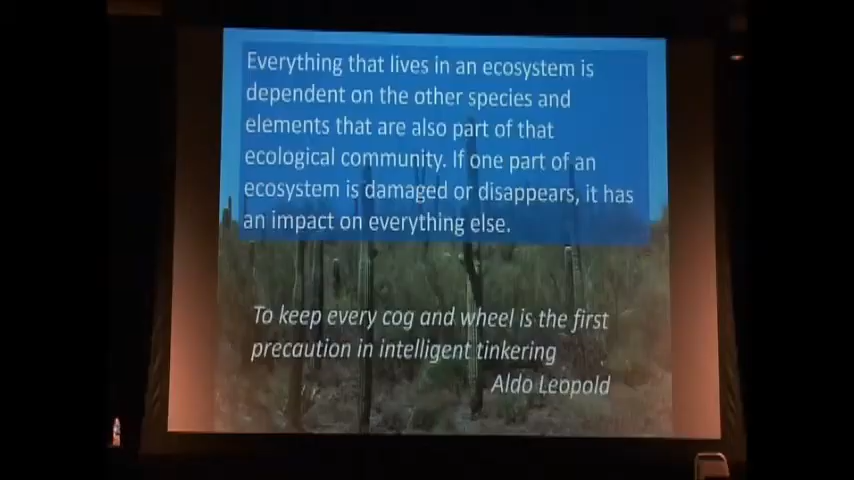 Everything that lives in an ecosystem is
dependent on the other species and
elements that are also part of that
ecological community. If one part of an
ecosystem is damaged or disappears, it has
an impact on everything else.
To keep every cog and wheel is the first
precaution in intelligent tinkering
Aldo Leopold